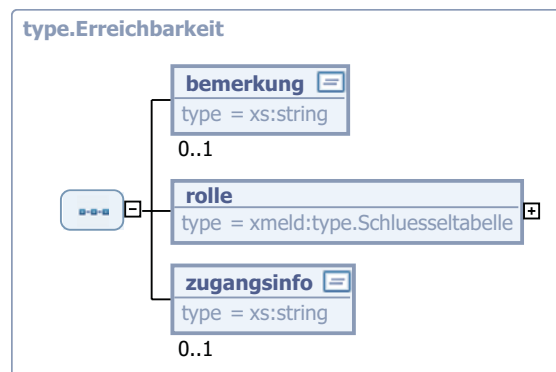 type.Erreichbarkeit
bemerkung
type = xs:string
0..1
rolle
type = xmeld:type.Schluesseltabelle
zugangsinfo
type = xs:string
0..1